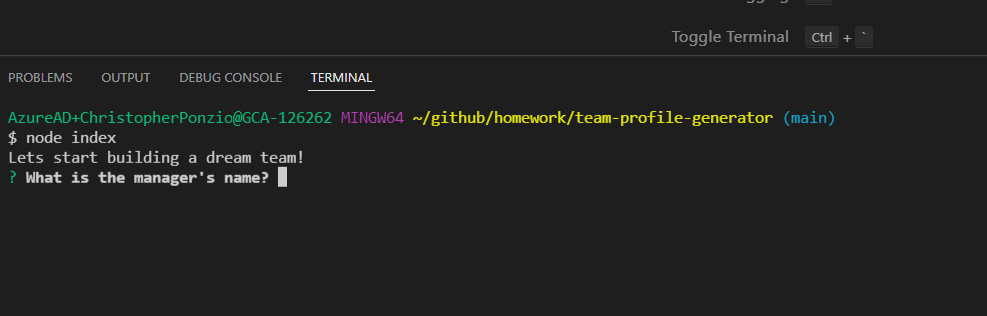 Toggle Terminal Ctrl + `
PROBLEMS OUTPUT DEBUG CONSOLE TERMINAL
AzureAD+ChristopherPonzio@GCA-126262 MINGW64 ~/github/homework/team-profile-generator (main)
$ node index
Lets start building a dream team!
? What is the manager's name?